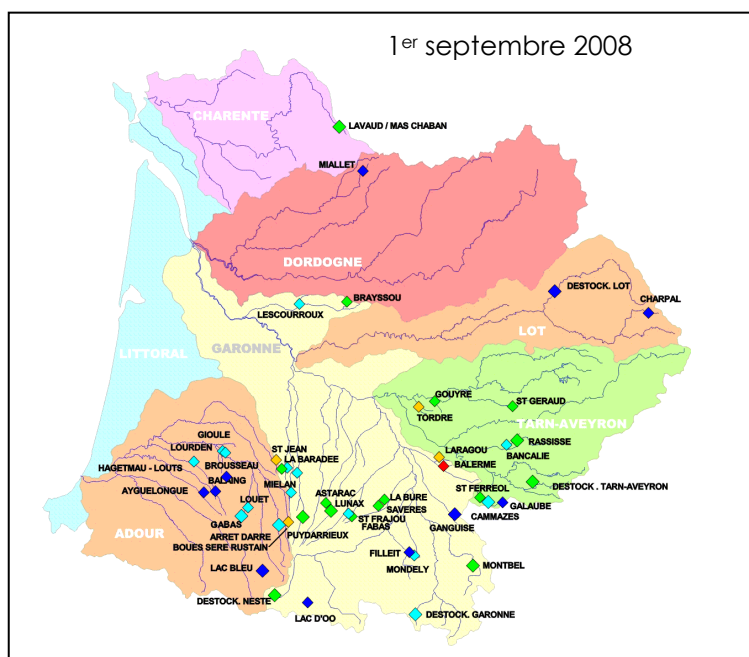 1er septembre 2008
CHARENTE
LAVAUD / MAS CHABAN
MIALLET
DORDOGNE
DESTOCK. LOT
BRAYSSOU
CHARPAL
LESCOURROUX
LOT
GARONNE
LITTORAL
GOUYRE
ST GERAUD
TORDRE
TARN-AVEYRON
GIOULE
LOURDEN
ST JEAN
LARAGOU
RASSISSE
BANCALIE
HAGETMAU - LOUTS
BROUSSEAU
LA BARADEE
BALERME
BALAING
MIELAN
DESTOCK . TARN-AVEYRON
AYGUELONGUE
LOUET
ASTARAC
LA BURE
ST FERREOL
LUNAX
SAVERES
GALAUBE
GABAS
ST FRAJOU
CAMMAZES
ARRET DARRE
FABAS
GANGUISE
ADOUR
BOUES SERE RUSTAIN
PUYDARRIEUX
FILLEIT
LAC BLEU
MONDELY
MONTBEL
DESTOCK. NESTE
LAC D'OO
DESTOCK. GARONNE